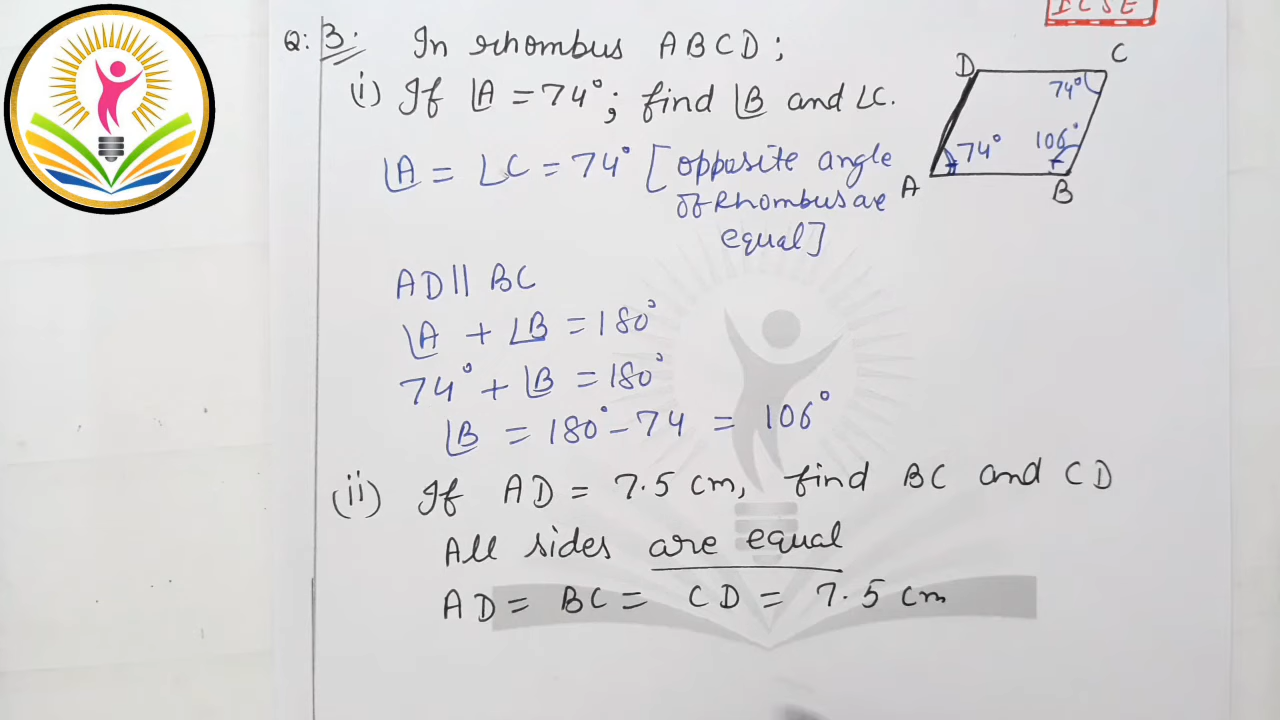 ICSE
Q: 3. In rhombus ABCD;
(i) If ∠A = 74°; find ∠B and ∠C.
∠A = ∠C = 74° [opposite angle
of Rhombus are
equal]
D
C
74°
74°
106°
A
B
AD || BC
∠A + ∠B = 180°
74° + ∠B = 180°
∠B = 180° - 74 = 106°
(ii) If AD = 7.5 cm, find BC and CD
All sides are equal
AD = BC = CD = 7.5 cm